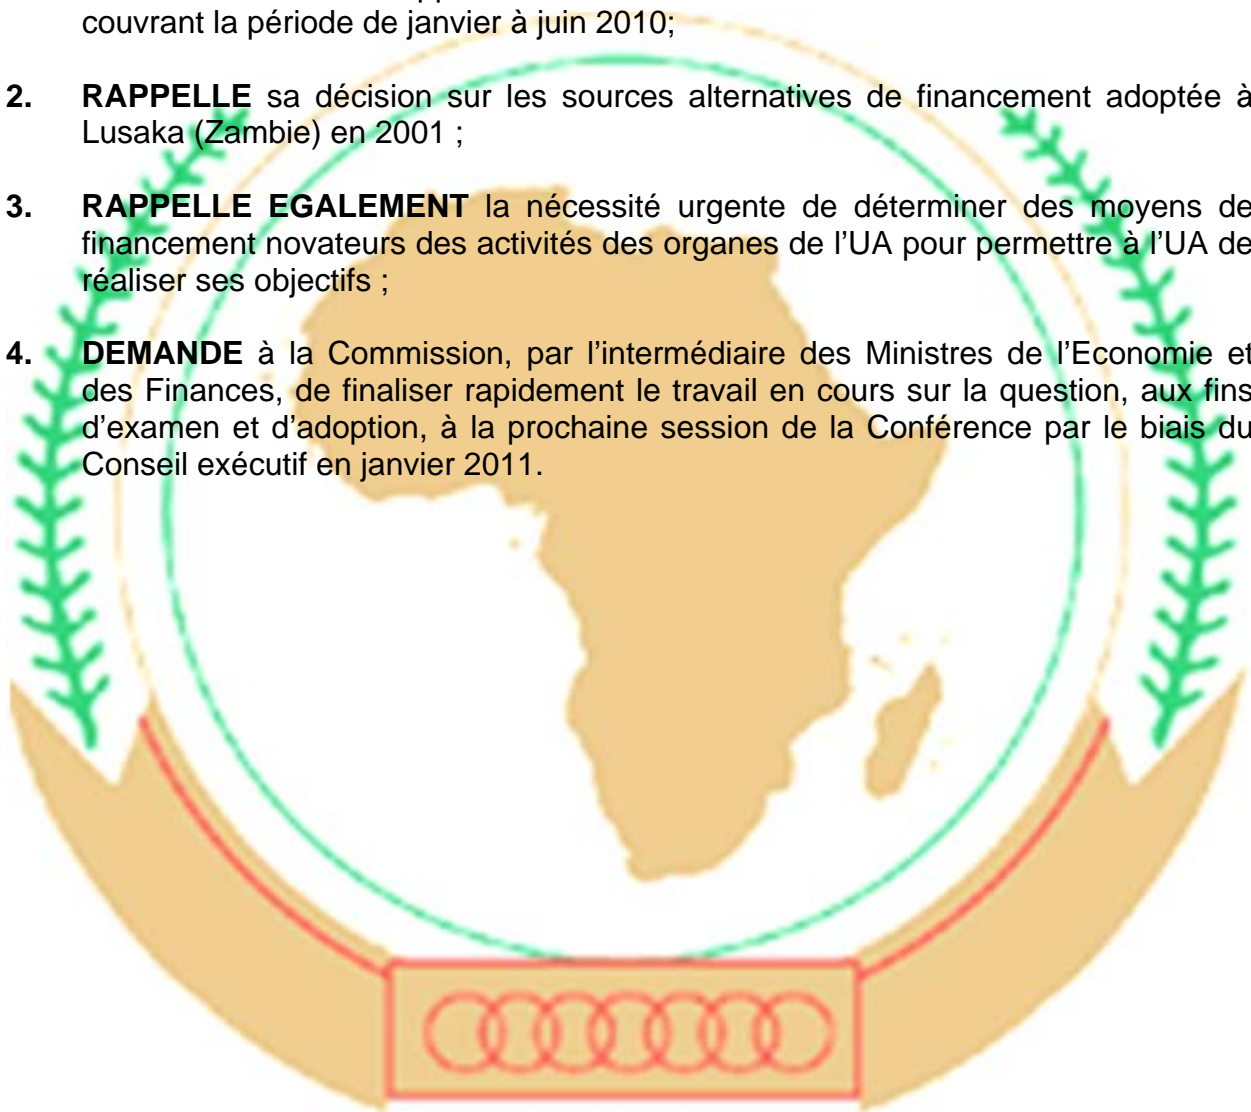 couvrant la période de janvier à juin 2010;
2. RAPPELLE sa décision sur les sources alternatives de financement adoptée à
Lusaka (Zambie) en 2001 ;
3. RAPPELLE EGALEMENT la nécessité urgente de déterminer des moyens de
financement novateurs des activités des organes de l’UA pour permettre à l’UA de
réaliser ses objectifs ;
4. DEMANDE à la Commission, par l’intermédiaire des Ministres de l’Economie et
des Finances, de finaliser rapidement le travail en cours sur la question, aux fins
d’examen et d’adoption, à la prochaine session de la Conférence par le biais du
Conseil exécutif en janvier 2011.